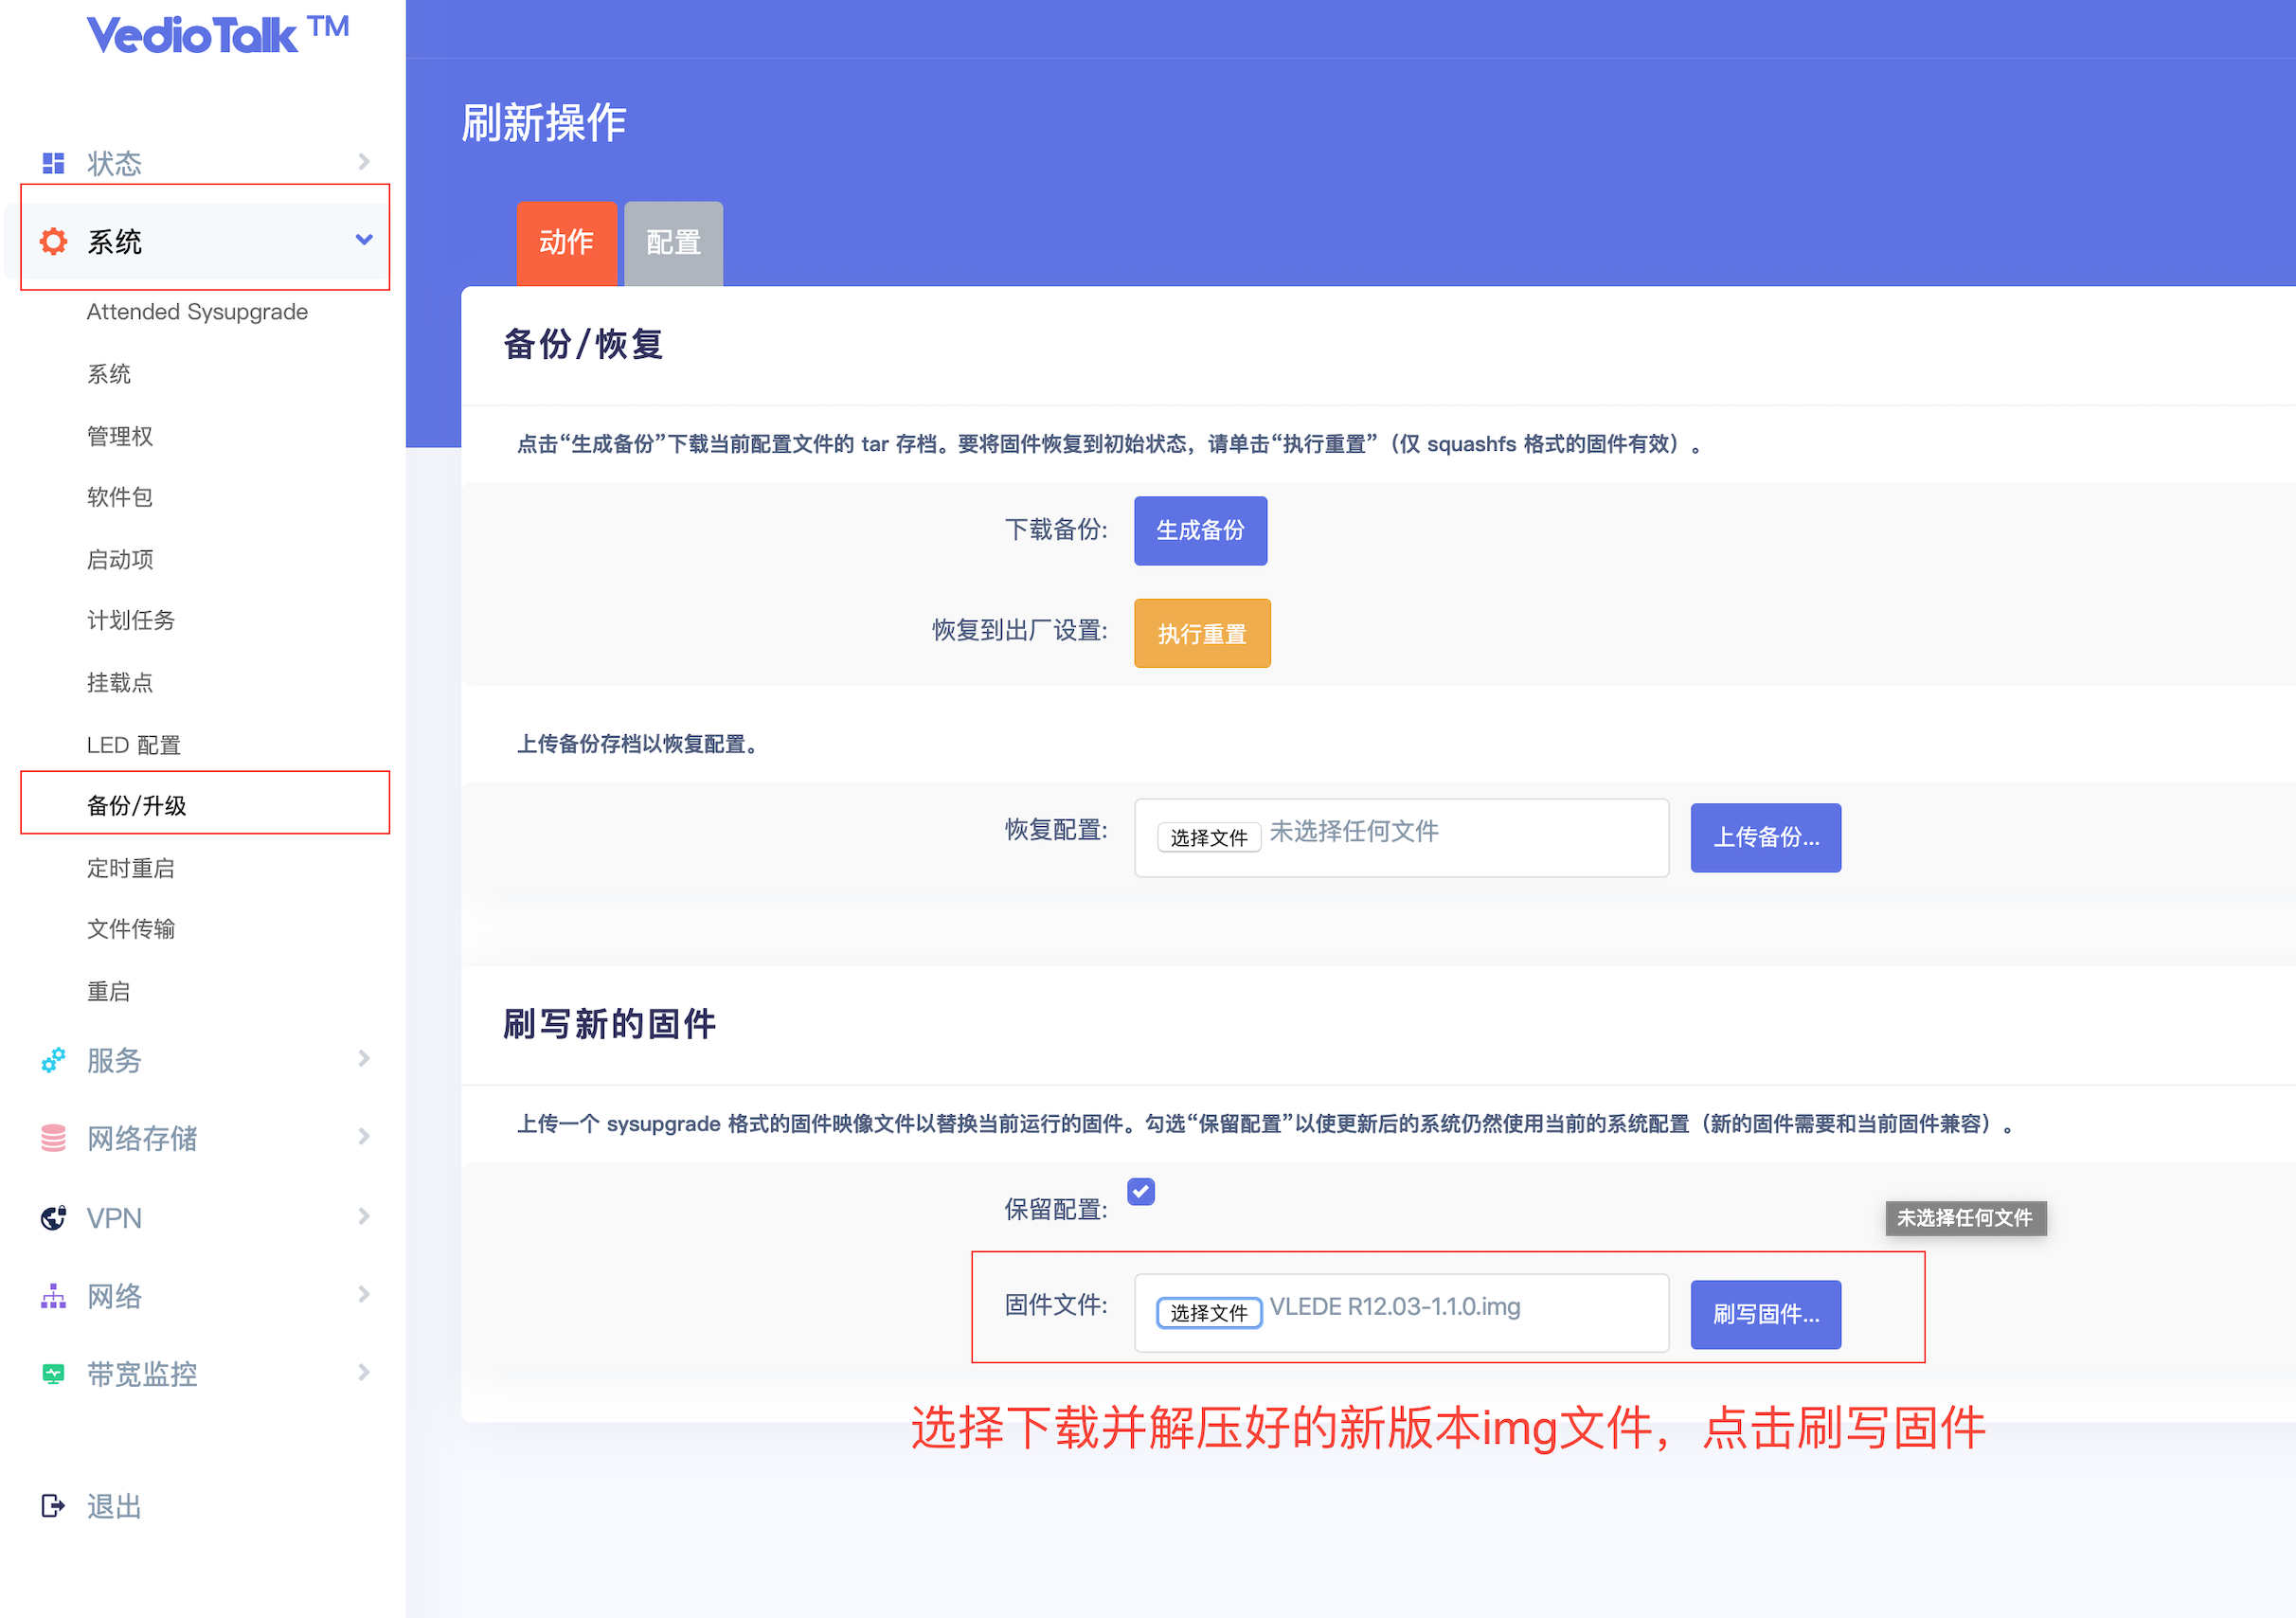 VedioTalk TM
状态
系统
Attended Sysupgrade
系统
管理权
软件包
启动项
计划任务
挂载点
LED 配置
备份/升级
定时重启
文件传输
重启
服务
网络存储
VPN
网络
带宽监控
退出
刷新操作
动作 配置
备份/恢复
点击“生成备份”下载当前配置文件的 tar 存档。要将固件恢复到初始状态，请单击“执行重置”（仅 squashfs 格式的固件有效）。
下载备份: 生成备份
恢复到出厂设置: 执行重置
上传备份存档以恢复配置。
恢复配置: 选择文件 未选择任何文件 上传备份...
刷写新的固件
上传一个 sysupgrade 格式的固件映像文件以替换当前运行的固件。勾选“保留配置”以使更新后的系统仍然使用当前的系统配置（新的固件需要和当前固件兼容）。
保留配置:
未选择任何文件
固件文件: 选择文件 VLEDE R12.03-1.1.0.img 刷写固件...
选择下载并解压好的新版本img文件，点击刷写固件